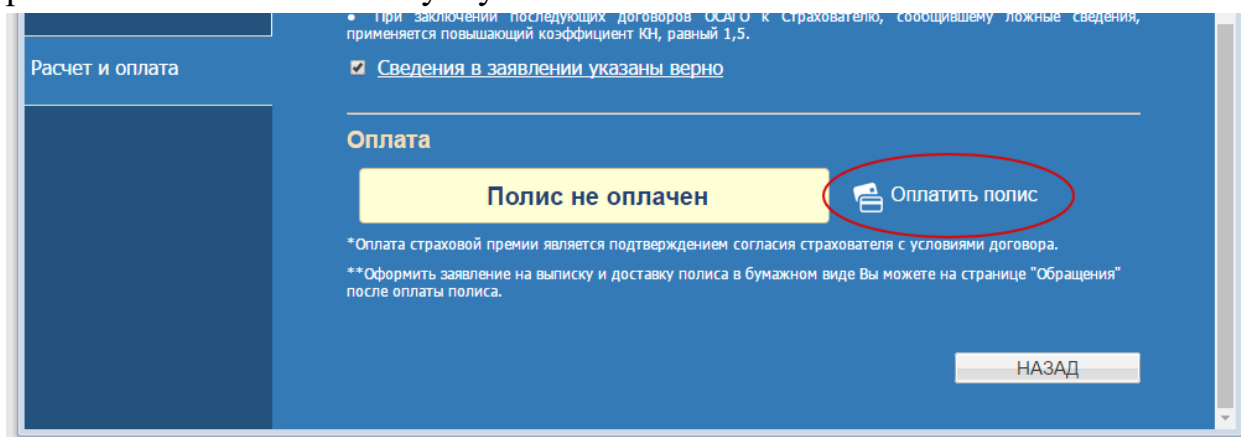 ● При заключении последующих договоров ОСАГО к Страхователю, сообщившему ложные сведения,
применяется повышающий коэффициент КН, равный 1,5.
Расчет и оплата
Сведения в заявлении указаны верно
Оплата
Полис не оплачен
Оплатить полис
*Оплата страховой премии является подтверждением согласия страхователя с условиями договора.
**Оформить заявление на выписку и доставку полиса в бумажном виде Вы можете на странице "Обращения"
после оплаты полиса.
НАЗАД